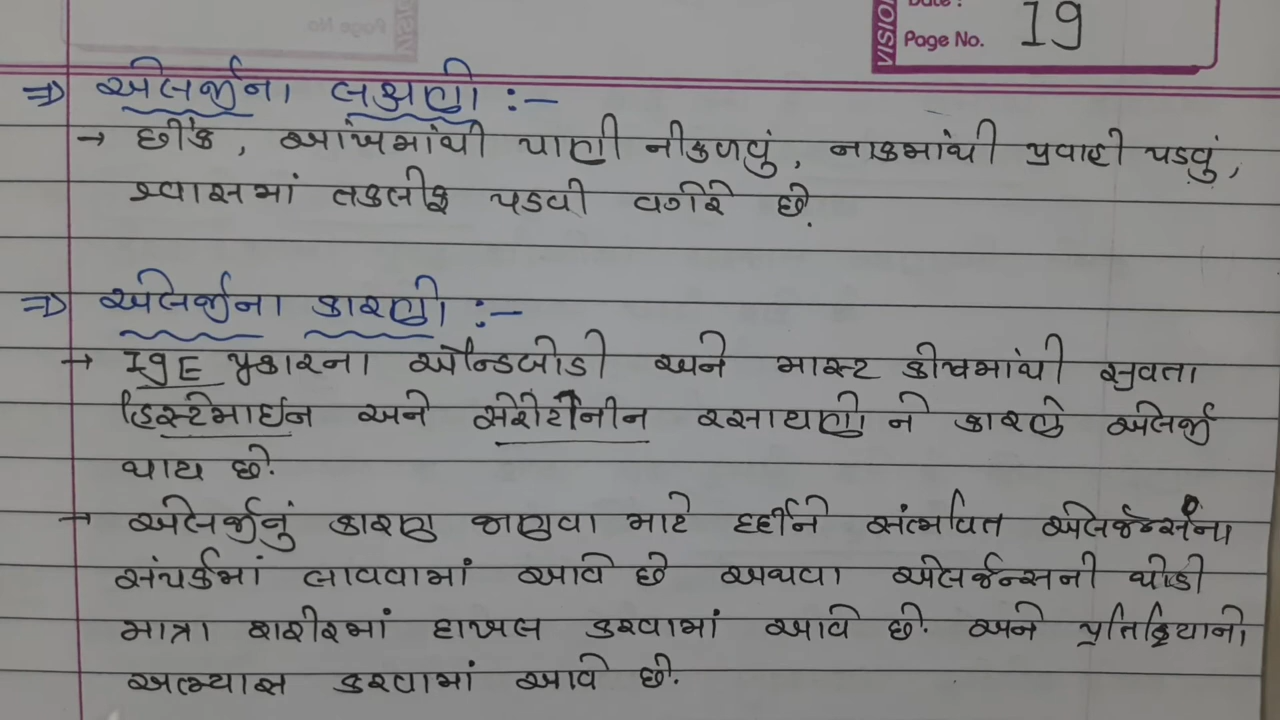 Date :
VISION
Page No. 19
⇒ એલર્જીના લક્ષણો :-
→ છીંક, આંખમાંથી પાણી નીકળવું, નાકમાંથી પ્રવાહી પડવું,
શ્વાસમાં તકલીફ પડવી વગેરે છે.
⇒ એલર્જીના કારણો :-
→ IgE પ્રકારના એન્ટિબોડી અને માસ્ટ કોષમાંથી સ્રવતા
હિસ્ટેમાઈન અને સેરોટોનીન રસાયણોને કારણે એલર્જી
થાય છે.
→ એલર્જીનું કારણ જાણવા માટે દર્દીને સંભવિત એલર્જન્સના
સંપર્કમાં લાવવામાં આવે છે અથવા એલર્જન્સની થોડી
માત્રા શરીરમાં દાખલ કરવામાં આવે છે. અને પ્રતિક્રિયાનો
અભ્યાસ કરવામાં આવે છે.